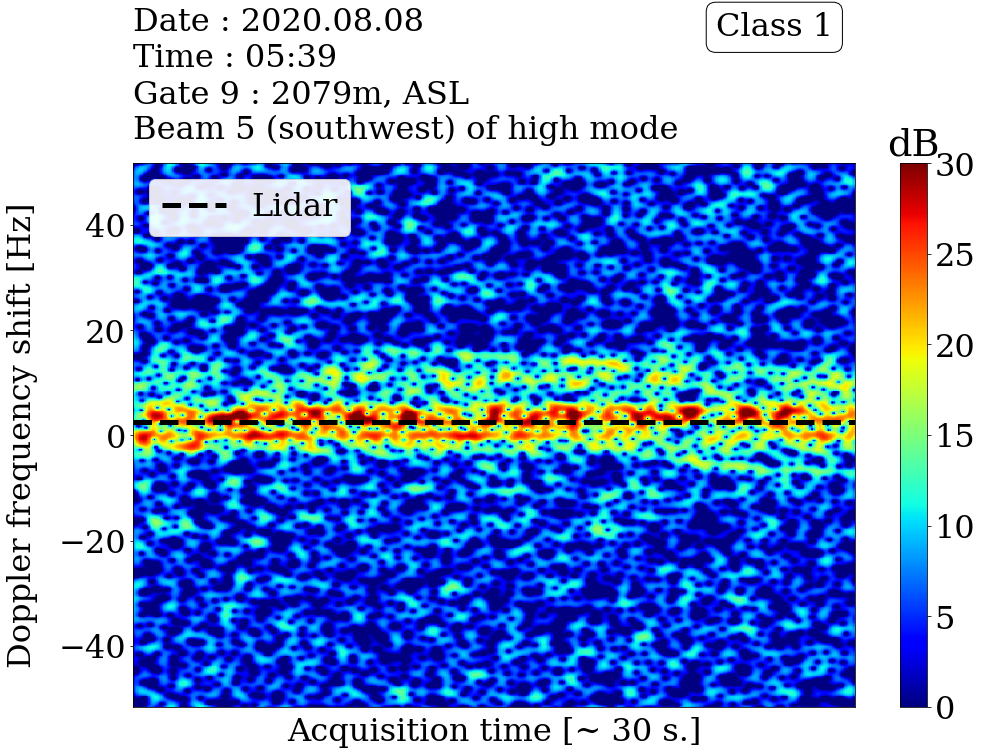 Date : 2020.08.08
Time : 05:39
Gate 9 : 2079m, ASL
Beam 5 (southwest) of high mode
Class 1
dB
Lidar
Doppler frequency shift [Hz]
40
20
0
−20
−40
30
25
20
15
10
5
0
Acquisition time [~ 30 s.]